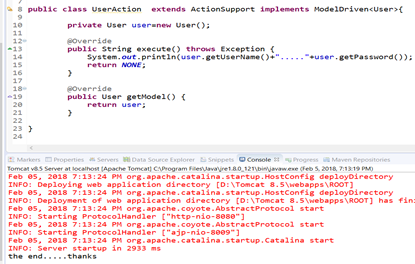 8 public class UserAction extends ActionSupport implements ModelDriven<User>{
10 private User user=new User();
12 @Override
13 public String execute() throws Exception {
14 System.out.println(user.getUserName()+"....."+user.getPassword());
15 return NONE;
16 }
17
18 @Override
19 public User getModel() {
20 return user;
21 }
22
23 }
24
Markers Properties Servers Data Source Explorer Snippets Console Progress Maven Repositories
Tomcat v8.5 Server at localhost [Apache Tomcat] C:\Program Files\Java\jre1.8.0_121\bin\javaw.exe (Feb 5, 2018, 7:13:19 PM)
Feb 05, 2018 7:13:24 PM org.apache.catalina.startup.HostConfig deployDirectory
INFO: Deploying web application directory [D:\Tomcat 8.5\webapps\ROOT]
Feb 05, 2018 7:13:24 PM org.apache.catalina.startup.HostConfig deployDirectory
INFO: Deployment of web application directory [D:\Tomcat 8.5\webapps\ROOT] has fini
Feb 05, 2018 7:13:24 PM org.apache.coyote.AbstractProtocol start
INFO: Starting ProtocolHandler ["http-nio-8080"]
Feb 05, 2018 7:13:24 PM org.apache.coyote.AbstractProtocol start
INFO: Starting ProtocolHandler ["ajp-nio-8009"]
Feb 05, 2018 7:13:24 PM org.apache.catalina.startup.Catalina start
INFO: Server startup in 2933 ms
the end.....thanks